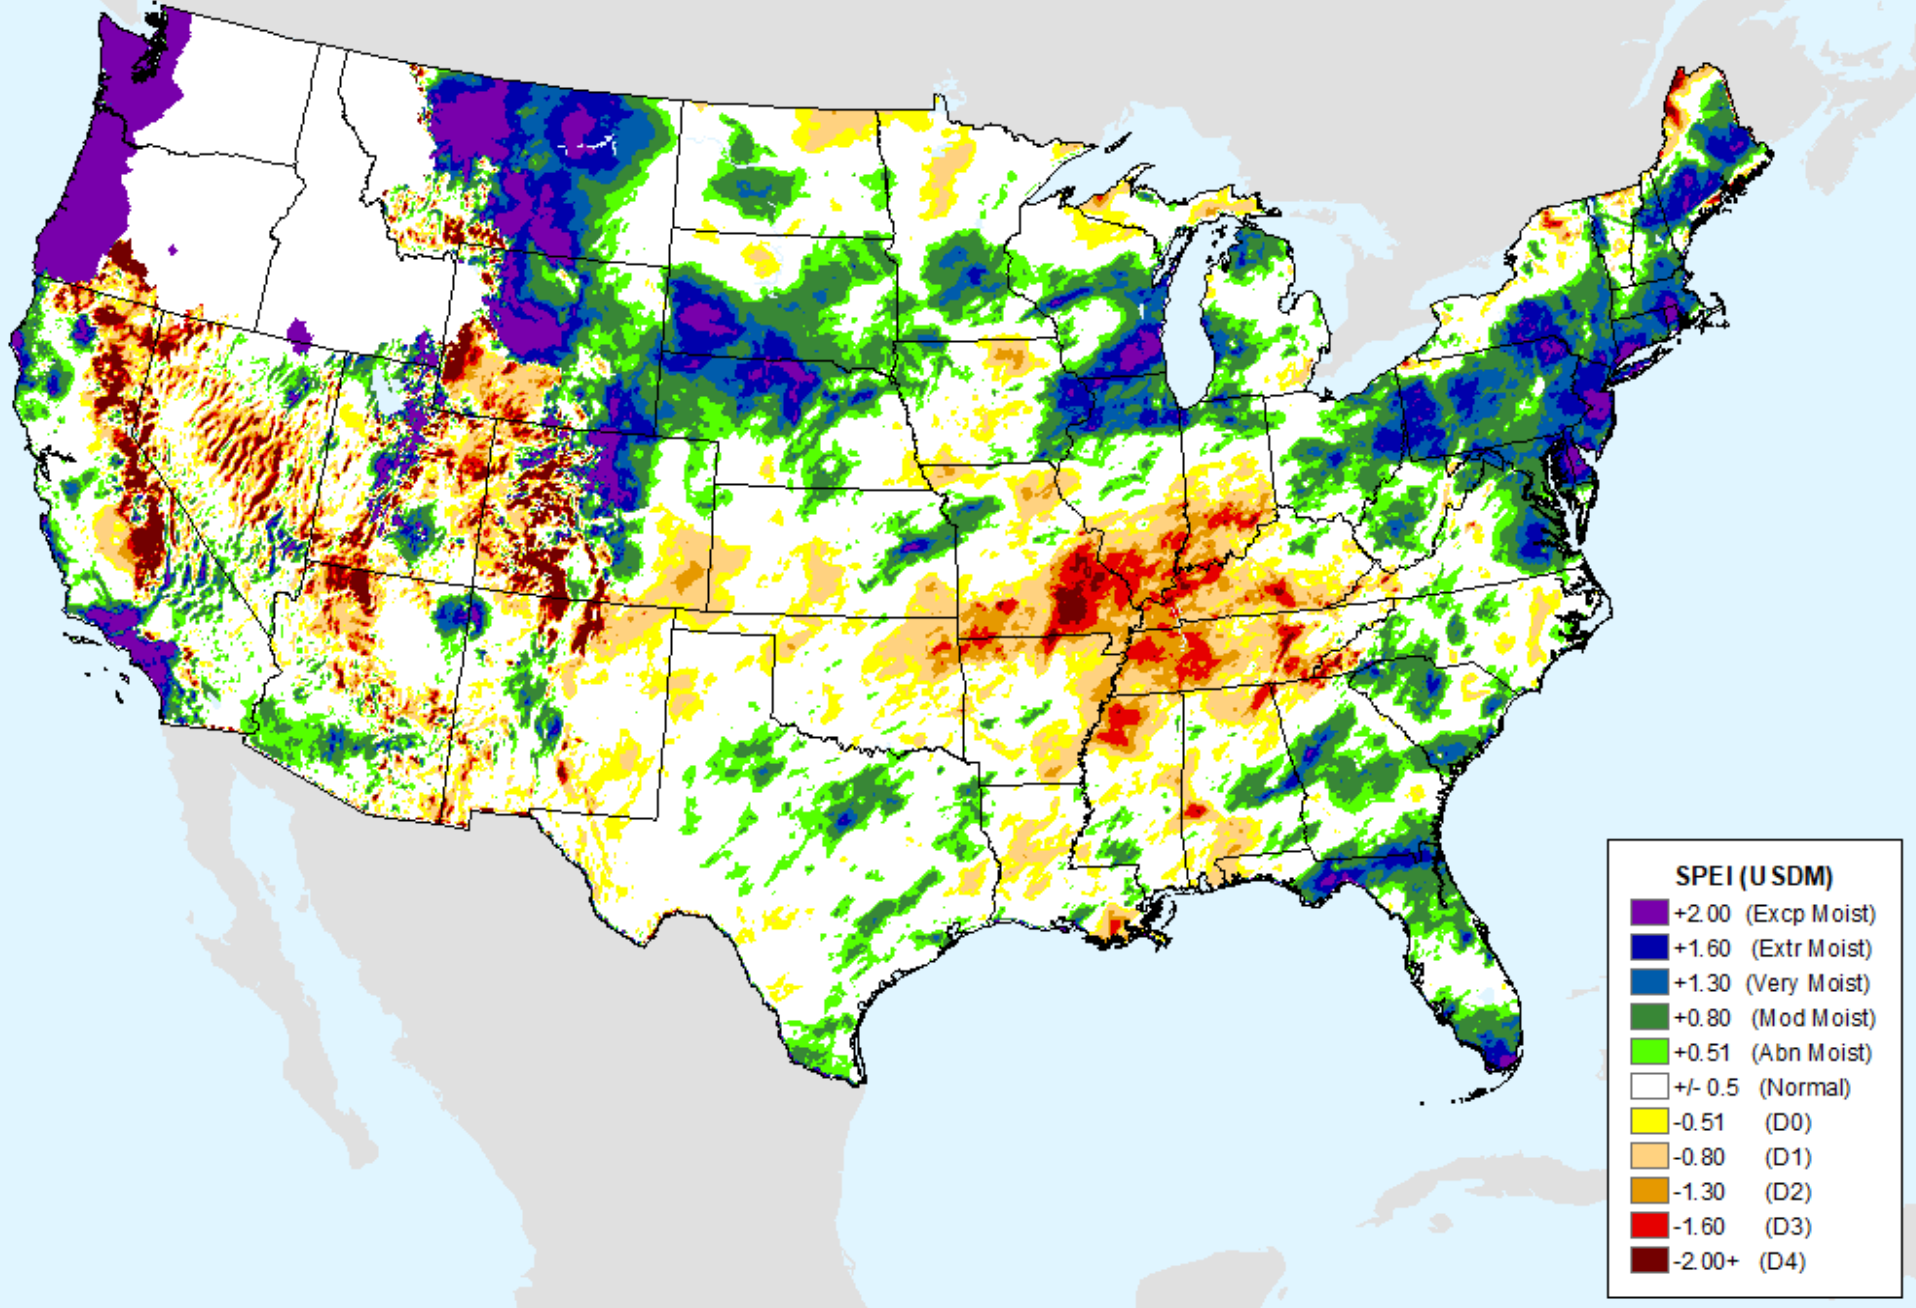 SPEI (USDM)
+2.00 (Excp Moist)
+1.60 (Extr Moist)
+1.30 (Very Moist)
+0.80 (Mod Moist)
+0.51 (Abn Moist)
+/- 0.5 (Normal)
-0.51 (D0)
-0.80 (D1)
-1.30 (D2)
-1.60 (D3)
-2.00+ (D4)